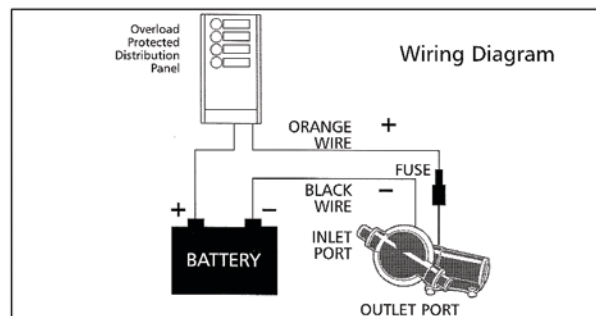 Overload
Protected
Distribution
Panel
Wiring Diagram
ORANGE +
WIRE
FUSE
BLACK −
WIRE
+ −
INLET
PORT
BATTERY
OUTLET PORT